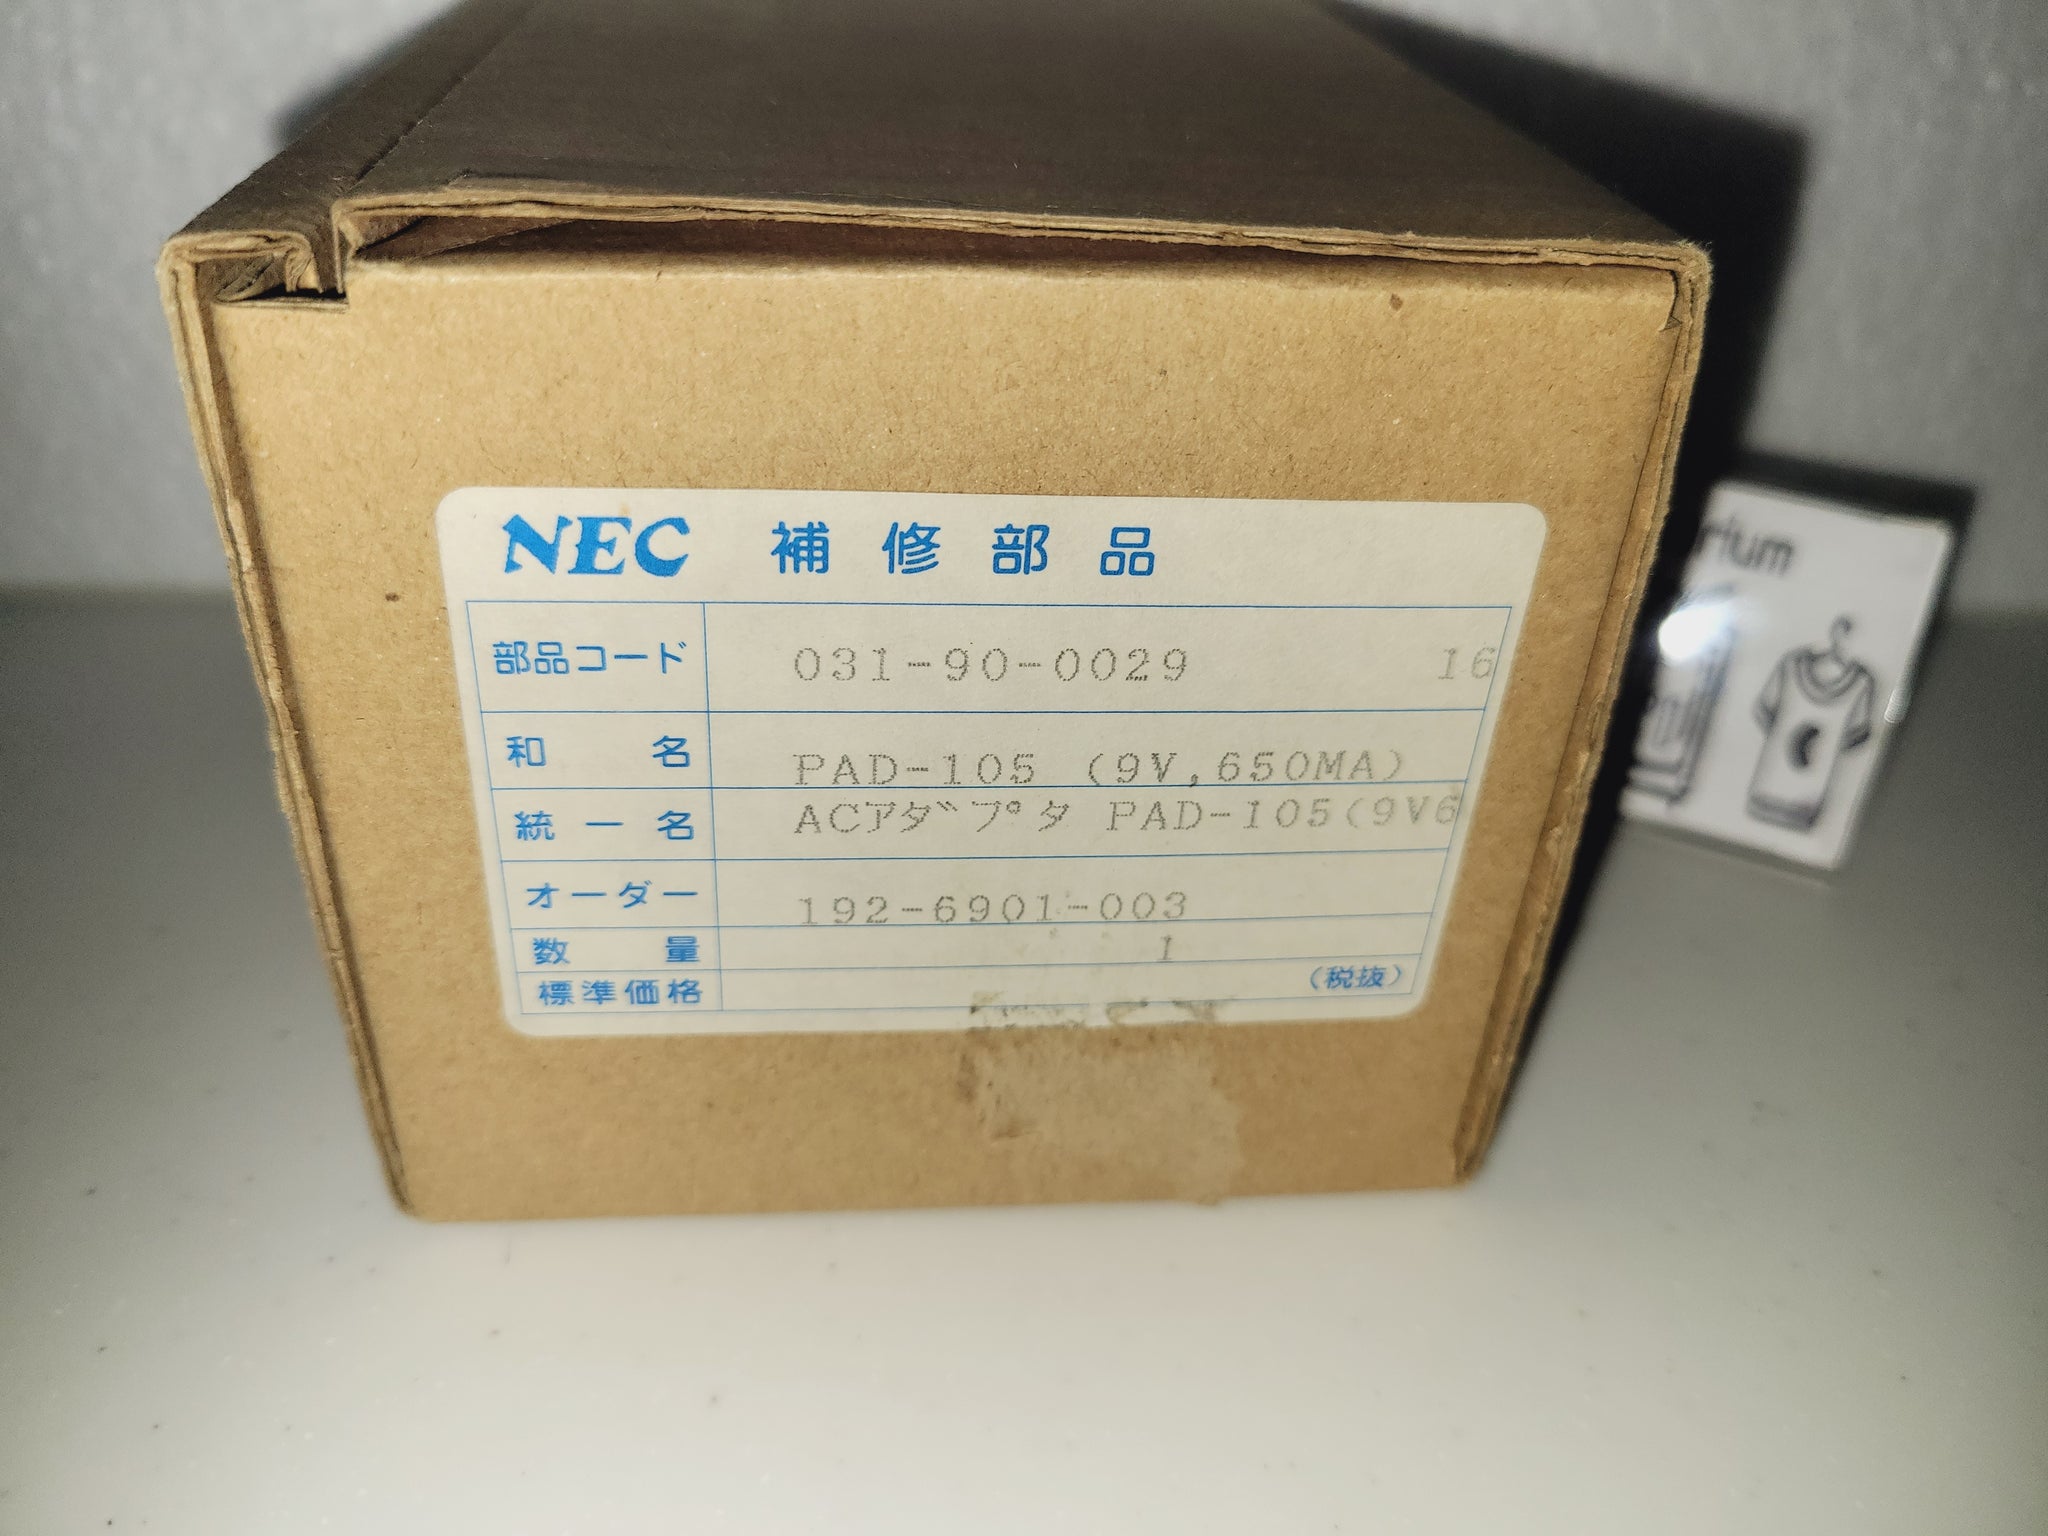 NEC 補修部品
部品コード 031-90-0029 16
和名 PAD-105 (9V,650MA)
統一名 ACアダプタ PAD-105(9V6
オーダー 192-6901-003
数量 1
標準価格 (税抜)
rium